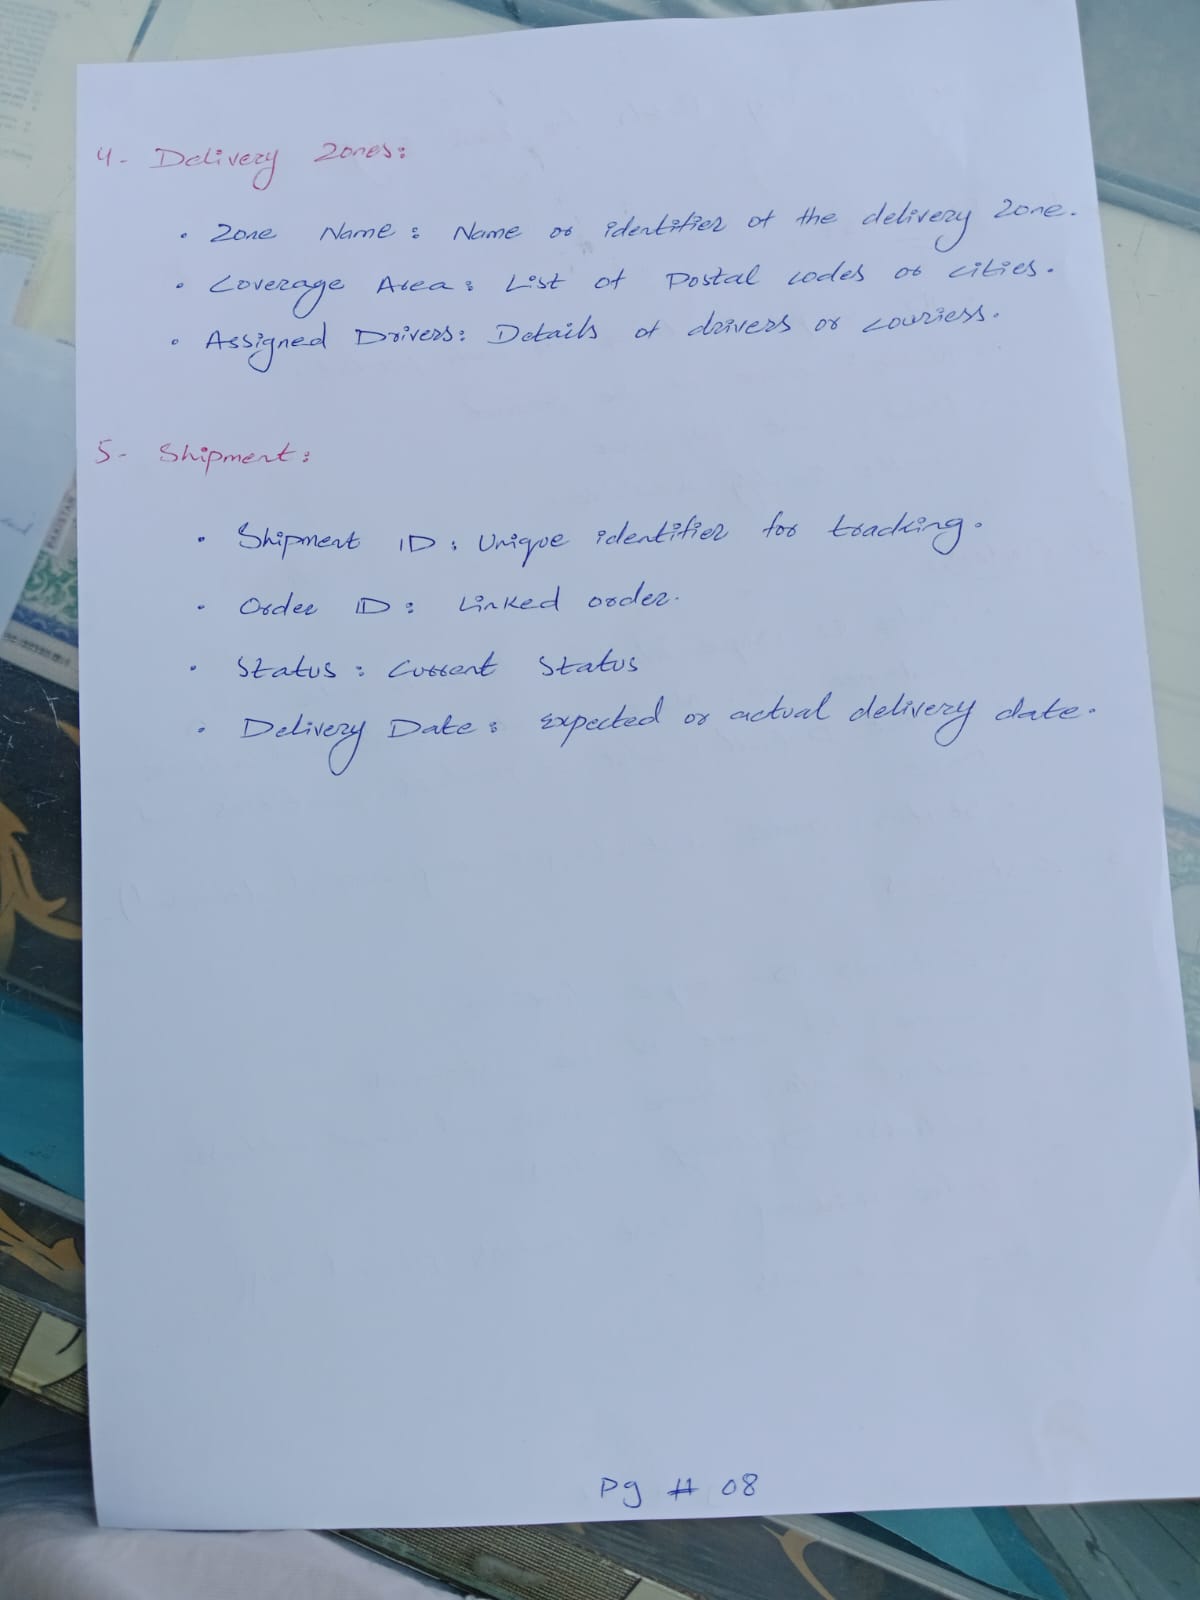 4- Delivery Zones:
• Zone Name: Name or identifier of the delivery zone.
• Coverage Area: List of Postal codes or cities.
• Assigned Drivers: Details of drivers or couriess.
5- Shipment:
• Shipment ID: Unique identifier for tracking.
• Order ID: Linked order.
• Status: Current Status
• Delivery Date: Expected or actual delivery date.
Pg # 08
PAKISTAN